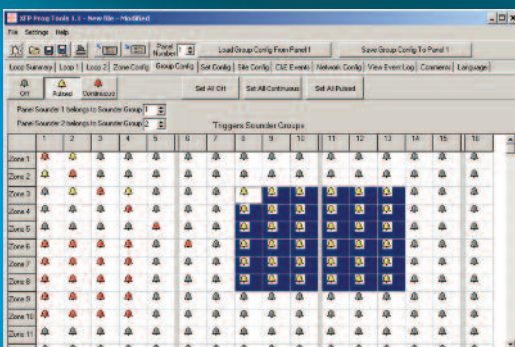 XFP Prog Tools 1.1 - New file - Modified
File Settings Help
Panel Number 1 Load Group Config From Panel 1 Save Group Config To Panel 1
Loop Summary Loop 1 Loop 2 Zone Config Group Config Set Config Site Config C&E Events Network Config View Event Log Comments Language
Off Pulsed Continuous Set All Off Set All Continuous Set All Pulsed
Panel Sounder 1 belongs to Sounder Group 1
Panel Sounder 2 belongs to Sounder Group 2
Triggers Sounder Groups
1 2 3 4 5 6 7 8 9 10 11 12 13 14 15 16
Zone 1
Zone 2
Zone 3
Zone 4
Zone 5
Zone 6
Zone 7
Zone 8
Zone 9
Zone 10
Zone 11